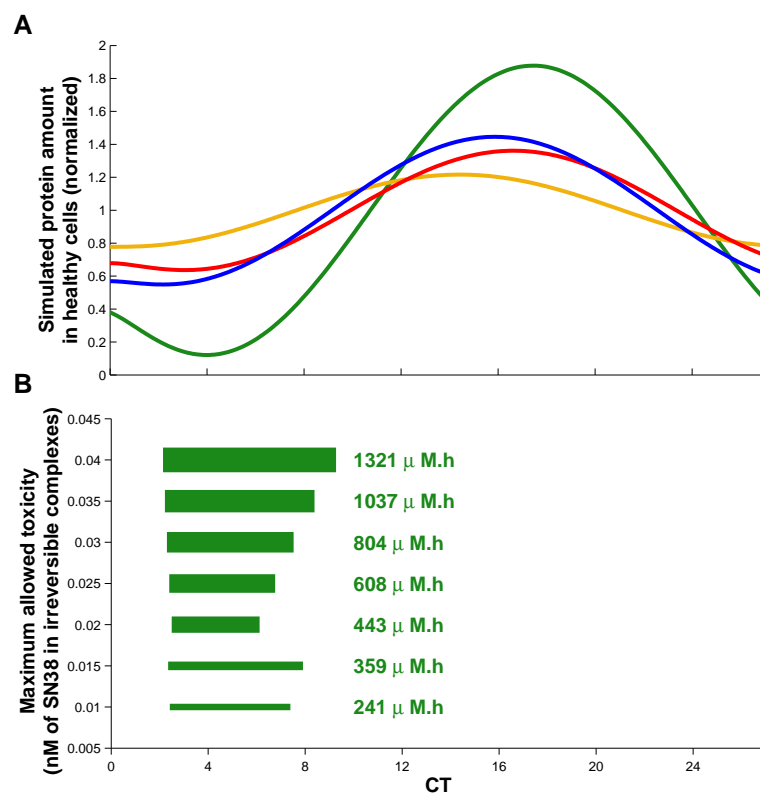 A
Simulated protein amount
in healthy cells (normalized)
2
1.8
1.6
1.4
1.2
1
0.8
0.6
0.4
0.2
0
B
Maximum allowed toxicity
(nM of SN38 in irreversible complexes)
0.045
0.04
0.035
0.03
0.025
0.02
0.015
0.01
0.005
1321 μ M.h
1037 μ M.h
804 μ M.h
608 μ M.h
443 μ M.h
359 μ M.h
241 μ M.h
0 4 8 12 16 20 24
CT